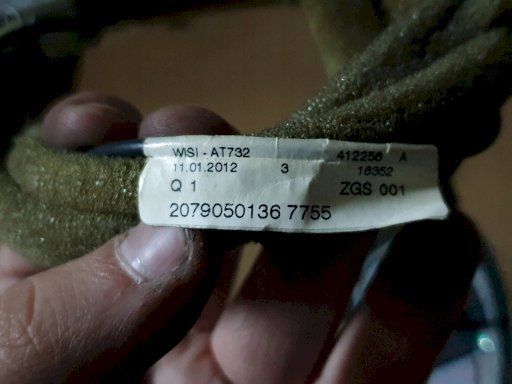 WISI - AT732 412256 A
11.01.2012 3 16352
Q 1 ZGS 001
2079050136 7755